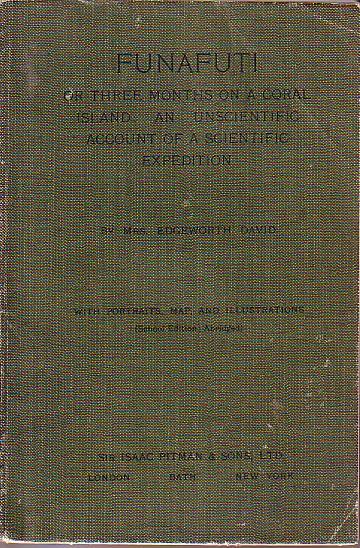 FUNAFUTI
OR THREE MONTHS ON A CORAL
ISLAND: AN UNSCIENTIFIC
ACCOUNT OF A SCIENTIFIC
EXPEDITION
BY MRS. EDGEWORTH DAVID
WITH PORTRAITS, MAP, AND ILLUSTRATIONS
(School Edition, Abridged)
SIR ISAAC PITMAN & SONS, LTD.
LONDON BATH NEW YORK